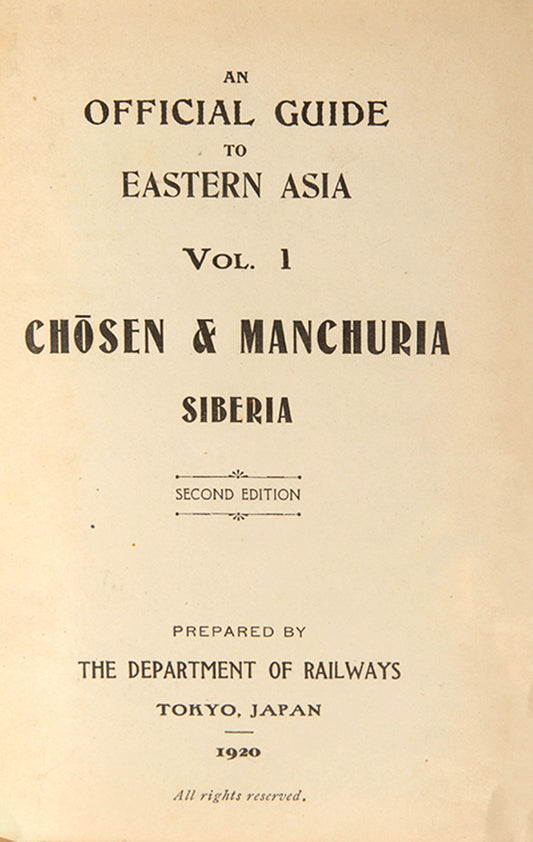 AN
OFFICIAL GUIDE
TO
EASTERN ASIA
VOL. 1
CHŌSEN & MANCHURIA
SIBERIA
SECOND EDITION
PREPARED BY
THE DEPARTMENT OF RAILWAYS
TOKYO, JAPAN
1920
All rights reserved.